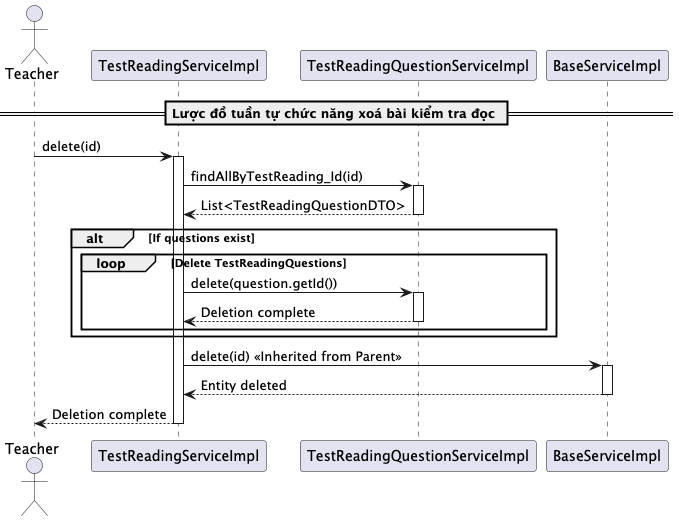 Teacher
TestReadingServiceImpl
TestReadingQuestionServiceImpl
BaseServiceImpl
Lược đồ tuần tự chức năng xoá bài kiểm tra đọc
delete(id)
findAllByTestReading_Id(id)
List<TestReadingQuestionDTO>
alt
[If questions exist]
loop
[Delete TestReadingQuestions]
delete(question.getId())
Deletion complete
delete(id) «Inherited from Parent»
Entity deleted
Deletion complete
Teacher
TestReadingServiceImpl
TestReadingQuestionServiceImpl
BaseServiceImpl